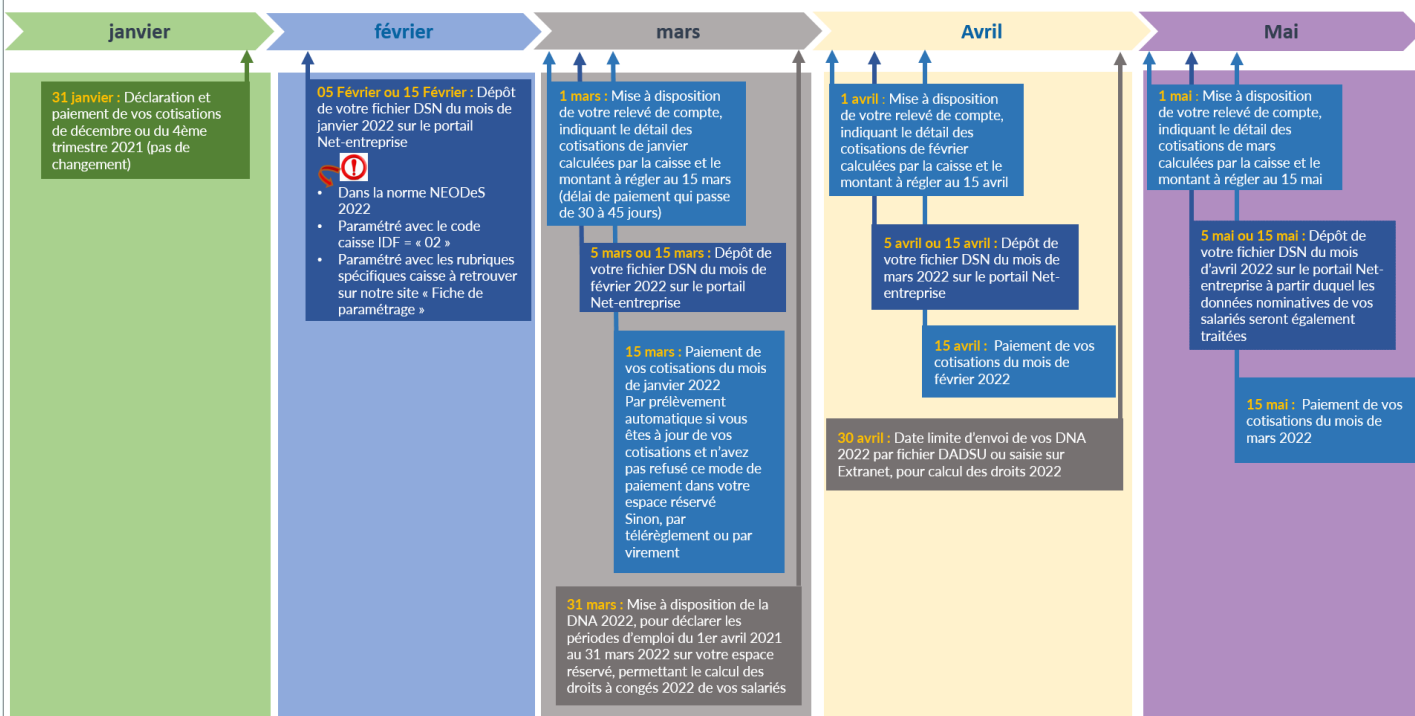 janvier
février
mars
Avril
Mai
31 janvier : Déclaration et
paiement de vos cotisations
de décembre ou du 4ème
trimestre 2021 (pas de
changement)
05 Février ou 15 Février : Dépôt
de votre fichier DSN du mois de
janvier 2022 sur le portail
Net-entreprise
• Dans la norme NEODeS
2022
• Paramétré avec le code
caisse IDF = « 02 »
• Paramétré avec les rubriques
spécifiques caisse à retrouver
sur notre site « Fiche de
paramétrage »
1 mars : Mise à disposition
de votre relevé de compte,
indiquant le détail des
cotisations de janvier
calculées par la caisse et le
montant à régler au 15 mars
(délai de paiement qui passe
de 30 à 45 jours)
5 mars ou 15 mars : Dépôt de
votre fichier DSN du mois de
février 2022 sur le portail
Net-entreprise
15 mars : Paiement de
vos cotisations du mois
de janvier 2022
Par prélèvement
automatique si vous
êtes à jour de vos
cotisations et n'avez
pas refusé ce mode de
paiement dans votre
espace réservé
Sinon, par
télérèglement ou par
virement
31 mars : Mise à disposition de la
DNA 2022, pour déclarer les
périodes d'emploi du 1er avril 2021
au 31 mars 2022 sur votre espace
réservé, permettant le calcul des
droits à congés 2022 de vos salariés
1 avril : Mise à disposition
de votre relevé de compte,
indiquant le détail des
cotisations de février
calculées par la caisse et le
montant à régler au 15 avril
5 avril ou 15 avril : Dépôt de
votre fichier DSN du mois de
mars 2022 sur le portail Net-
entreprise
15 avril : Paiement de vos
cotisations du mois de
février 2022
30 avril : Date limite d'envoi de vos DNA
2022 par fichier DADSU ou saisie sur
Extranet, pour calcul des droits 2022
1 mai : Mise à disposition
de votre relevé de compte,
indiquant le détail des
cotisations de mars
calculées par la caisse et le
montant à régler au 15 mai
5 mai ou 15 mai : Dépôt de
votre fichier DSN du mois
d'avril 2022 sur le portail Net-
entreprise à partir duquel les
données nominatives de vos
salariés seront également
traitées
15 mai : Paiement de vos
cotisations du mois de
mars 2022